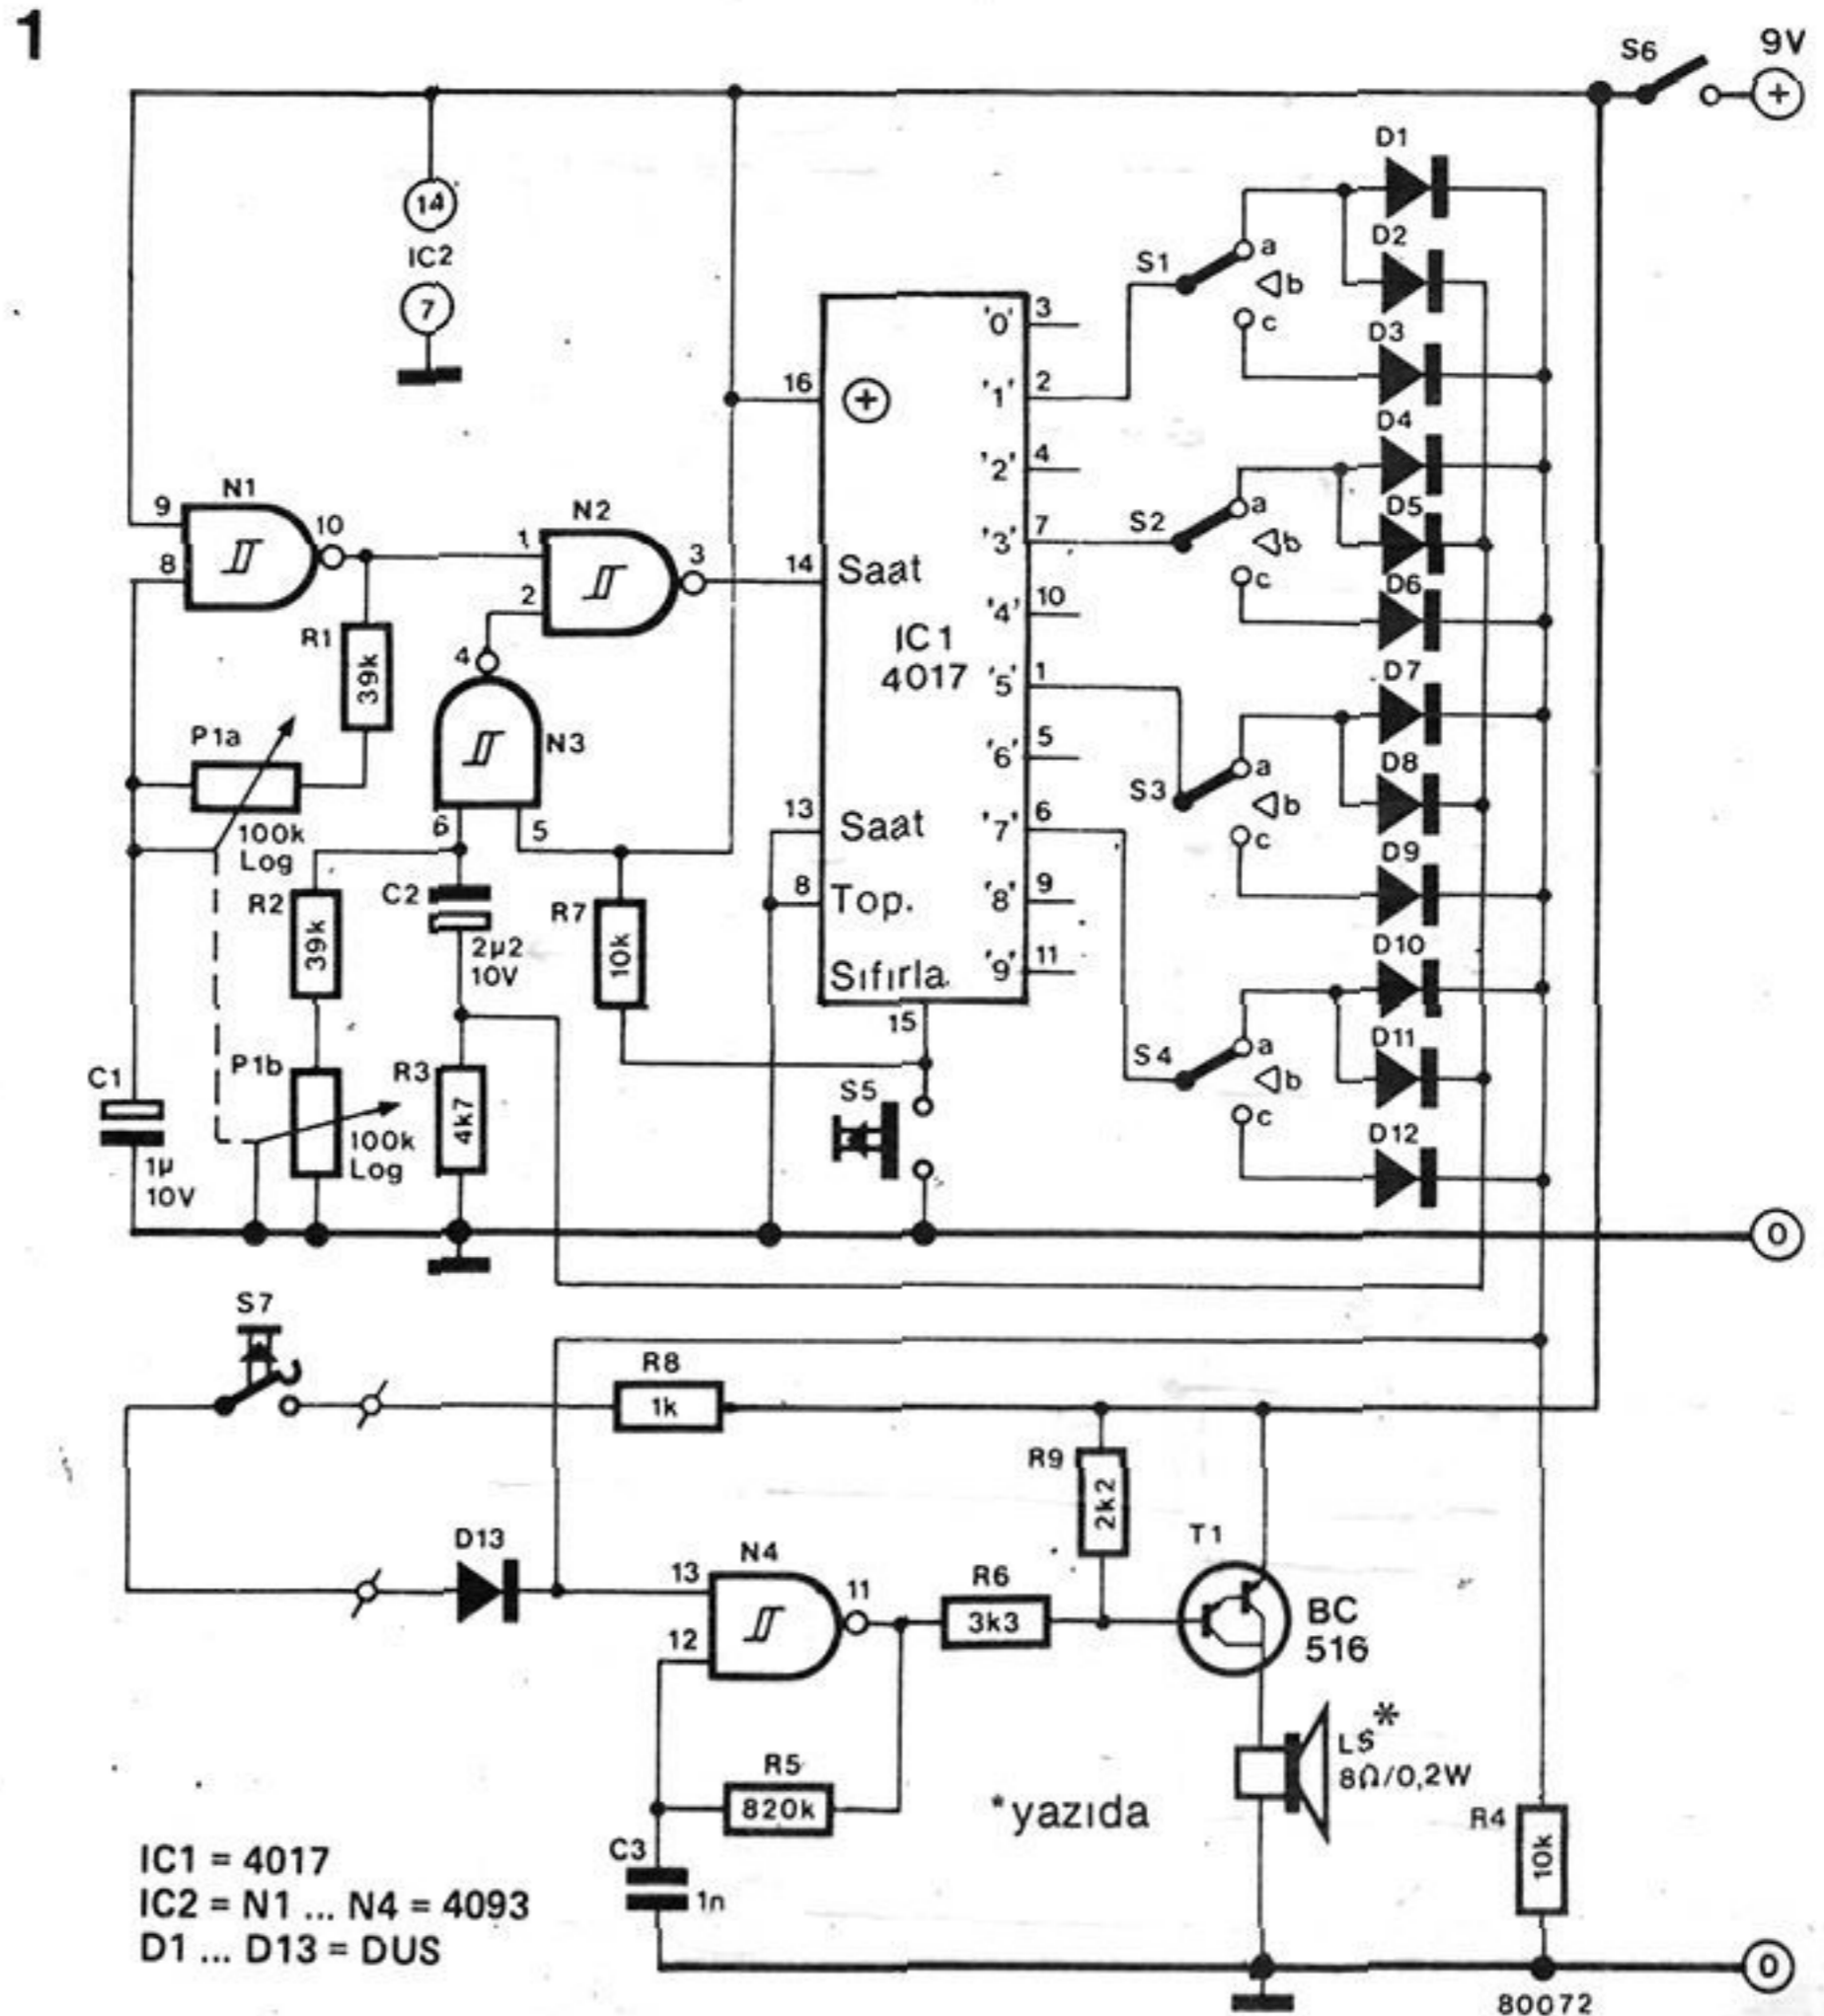 1
S6
9V
+
14
IC2
7
D1
D2
D3
D4
D5
D6
D7
D8
D9
D10
D11
D12
S1
a
b
c
S2
a
b
c
S3
a
b
c
S4
a
b
c
16
+
14
Saat
IC1
4017
13
Saat
8
Top.
Sıfırla
15
'0' 3
'1' 2
'2' 4
'3' 7
'4' 10
'5' 1
'6' 5
'7' 6
'8' 9
'9' 11
N1
9
8
10
N2
1
2
3
N3
4
6
5
R1
39k
P1a
100k
Log
R2
39k
C2
2µ2
10V
R7
10k
P1b
100k
Log
R3
4k7
C1
1µ
10V
S5
0
S7
R8
1k
R9
2k2
D13
N4
13
12
11
R6
3k3
T1
BC
516
R5
820k
C3
1n
*yazıda
LS*
8Ω/0,2W
R4
10k
0
IC1 = 4017
IC2 = N1 ... N4 = 4093
D1 ... D13 = DUS
80072